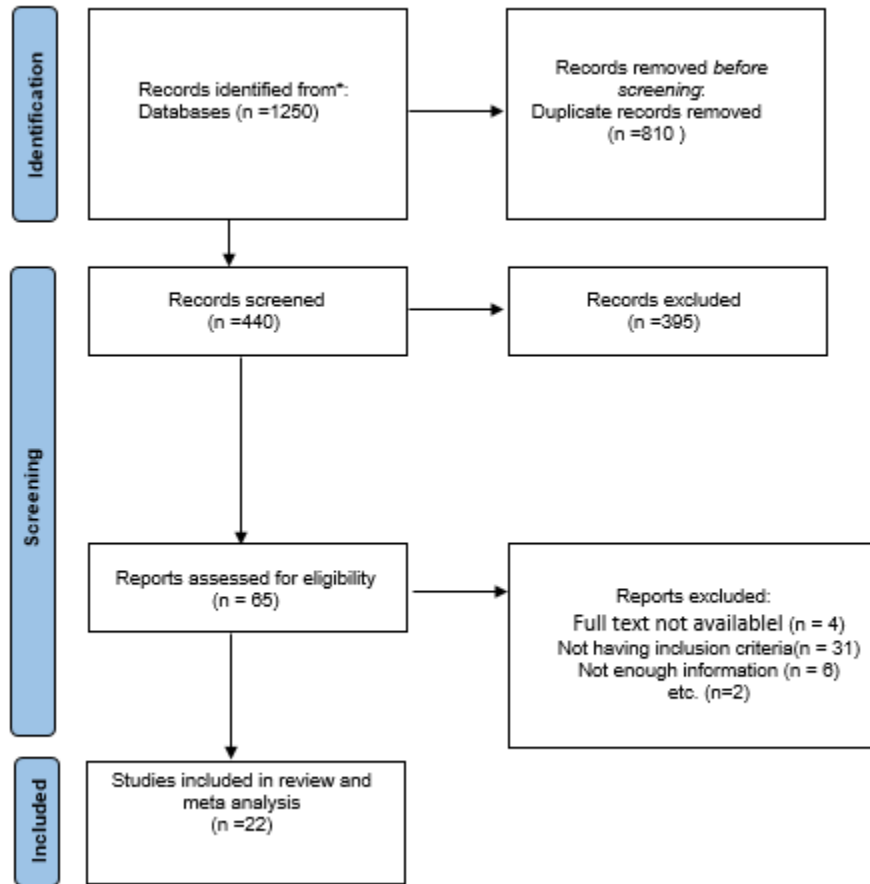 Identification
Records identified from*:
Databases (n =1250)
Records removed before
screening:
Duplicate records removed
(n =810 )
Screening
Records screened
(n =440)
Records excluded
(n =395)
Reports assessed for eligibility
(n = 65)
Reports excluded:
Full text not availablel (n = 4)
Not having inclusion criteria(n = 31)
Not enough information (n = 6)
etc. (n=2)
Included
Studies included in review and
meta analysis
(n =22)